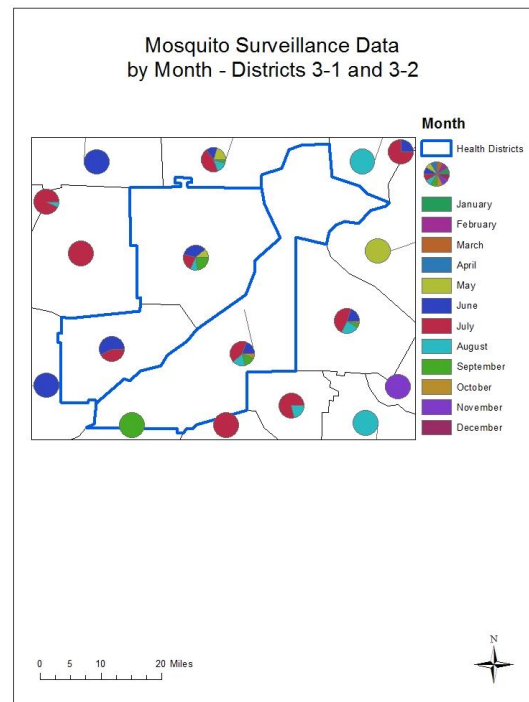 Mosquito Surveillance Data
by Month - Districts 3-1 and 3-2
Month
Health Districts
January
February
March
April
May
June
July
August
September
October
November
December
0 5 10 20 Miles
N